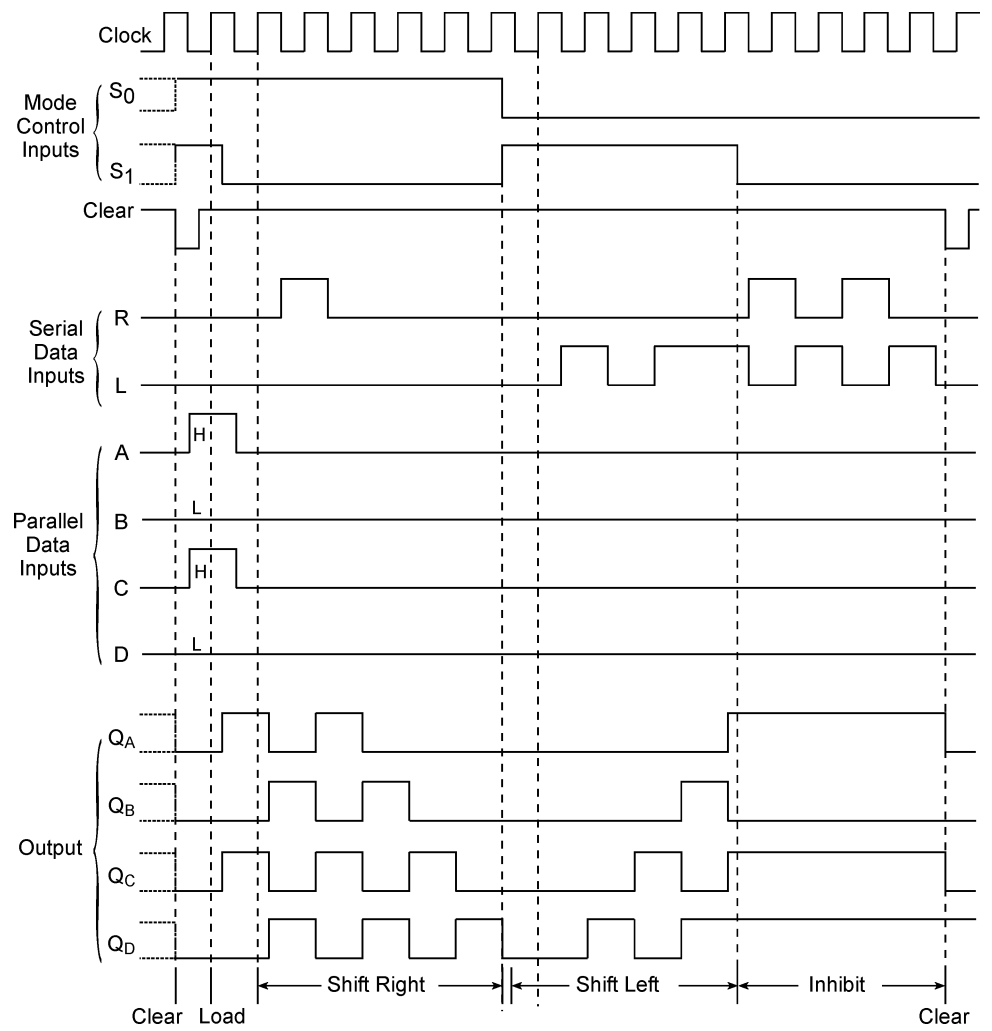 Clock
Mode
Control
Inputs
S0
S1
Clear
Serial
Data
Inputs
R
L
Parallel
Data
Inputs
A
H
B
L
C
H
D
L
Output
QA
QB
QC
QD
Shift Right
Shift Left
Inhibit
Clear
Load
Clear